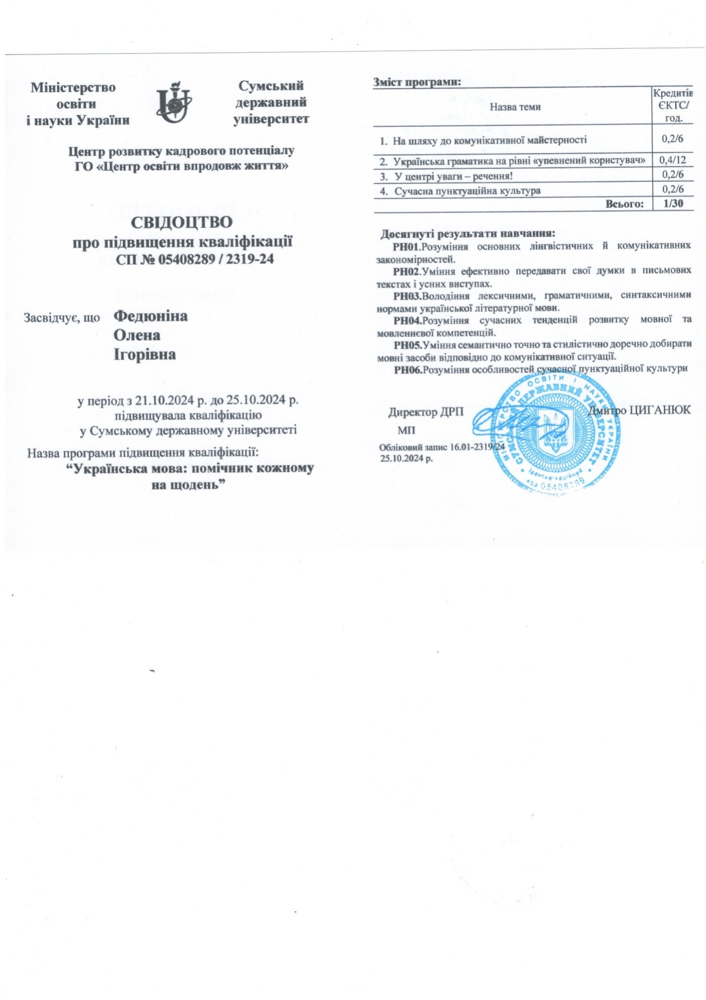 Міністерство
освіти
і науки України
Сумський
державний
університет
Центр розвитку кадрового потенціалу
ГО «Центр освіти впродовж життя»
СВІДОЦТВО
про підвищення кваліфікації
СП № 05408289 / 2319-24
Засвідчує, що Федюніна
Олена
Ігорівна
у період з 21.10.2024 р. до 25.10.2024 р.
підвищувала кваліфікацію
у Сумському державному університеті
Назва програми підвищення кваліфікації:
“Українська мова: помічник кожному
на щодень”
Зміст програми:
Назва теми
Кредитів
ЄКТС/
год.
1. На шляху до комунікативної майстерності 0,2/6
2. Українська граматика на рівні «упевнений користувач» 0,4/12
3. У центрі уваги – речення! 0,2/6
4. Сучасна пунктуаційна культура 0,2/6
Всього: 1/30
Досягнуті результати навчання:
РН01.Розуміння основних лінгвістичних й комунікативних
закономірностей.
РН02.Уміння ефективно передавати свої думки в письмових
текстах і усних виступах.
РН03.Володіння лексичними, граматичними, синтаксичними
нормами української літературної мови.
РН04.Розуміння сучасних тенденцій розвитку мовної та
мовленнєвої компетенцій.
РН05.Уміння семантично точно та стилістично доречно добирати
мовні засоби відповідно до комунікативної ситуації.
РН06.Розуміння особливостей сучасної пунктуаційної культури
Директор ДРП Дмитро ЦИГАНЮК
МП
Обліковий запис 16.01-2319/24
25.10.2024 р.
МІНІСТЕРСТВО ОСВІТИ І НАУКИ УКРАЇНИ
СУМСЬКИЙ ДЕРЖАВНИЙ УНІВЕРСИТЕТ
Ідентифікаційний
код 05408289